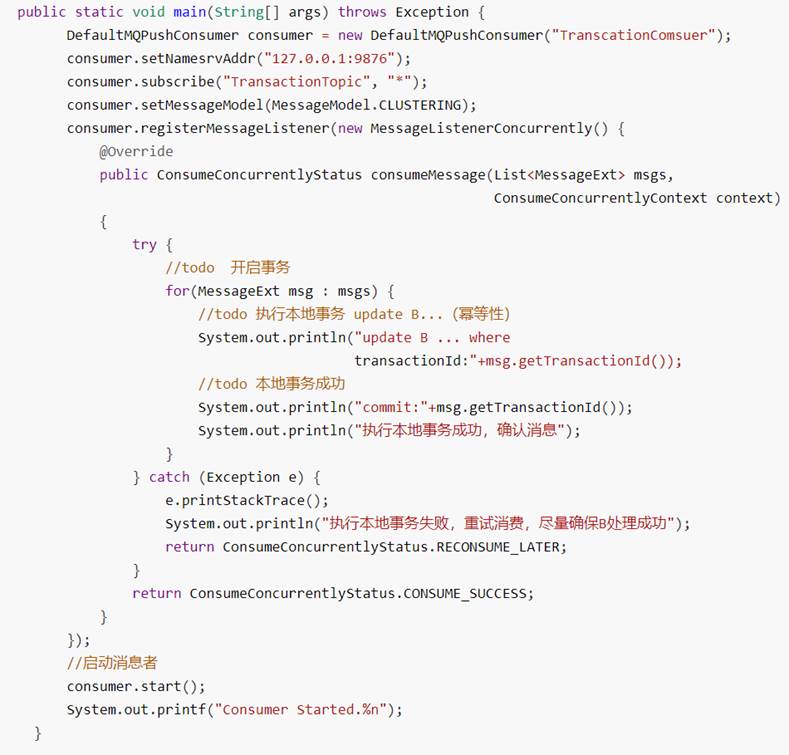 public static void main(String[] args) throws Exception {
DefaultMQPushConsumer consumer = new DefaultMQPushConsumer("TranscationComsuer");
consumer.setNamesrvAddr("127.0.0.1:9876");
consumer.subscribe("TransactionTopic", "*");
consumer.setMessageModel(MessageModel.CLUSTERING);
consumer.registerMessageListener(new MessageListenerConcurrently() {
@Override
public ConsumeConcurrentlyStatus consumeMessage(List<MessageExt> msgs,
ConsumeConcurrentlyContext context)
{
try {
//todo 开启事务
for(MessageExt msg : msgs) {
//todo 执行本地事务 update B...（幂等性）
System.out.println("update B ... where
transactionId:"+msg.getTransactionId());
//todo 本地事务成功
System.out.println("commit:"+msg.getTransactionId());
System.out.println("执行本地事务成功，确认消息");
}
} catch (Exception e) {
e.printStackTrace();
System.out.println("执行本地事务失败，重试消费，尽量确保B处理成功");
return ConsumeConcurrentlyStatus.RECONSUME_LATER;
}
return ConsumeConcurrentlyStatus.CONSUME_SUCCESS;
}
});
//启动消息者
consumer.start();
System.out.printf("Consumer Started.%n");
}